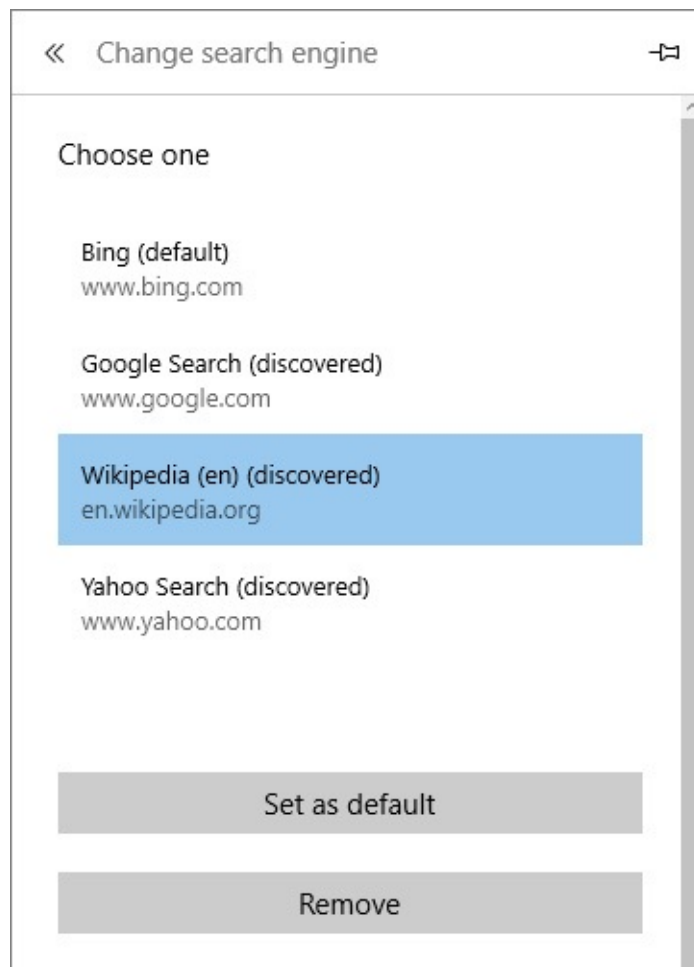 Change search engine
Choose one
Bing (default)
www.bing.com
Google Search (discovered)
www.google.com
Wikipedia (en) (discovered)
en.wikipedia.org
Yahoo Search (discovered)
www.yahoo.com
Set as default
Remove